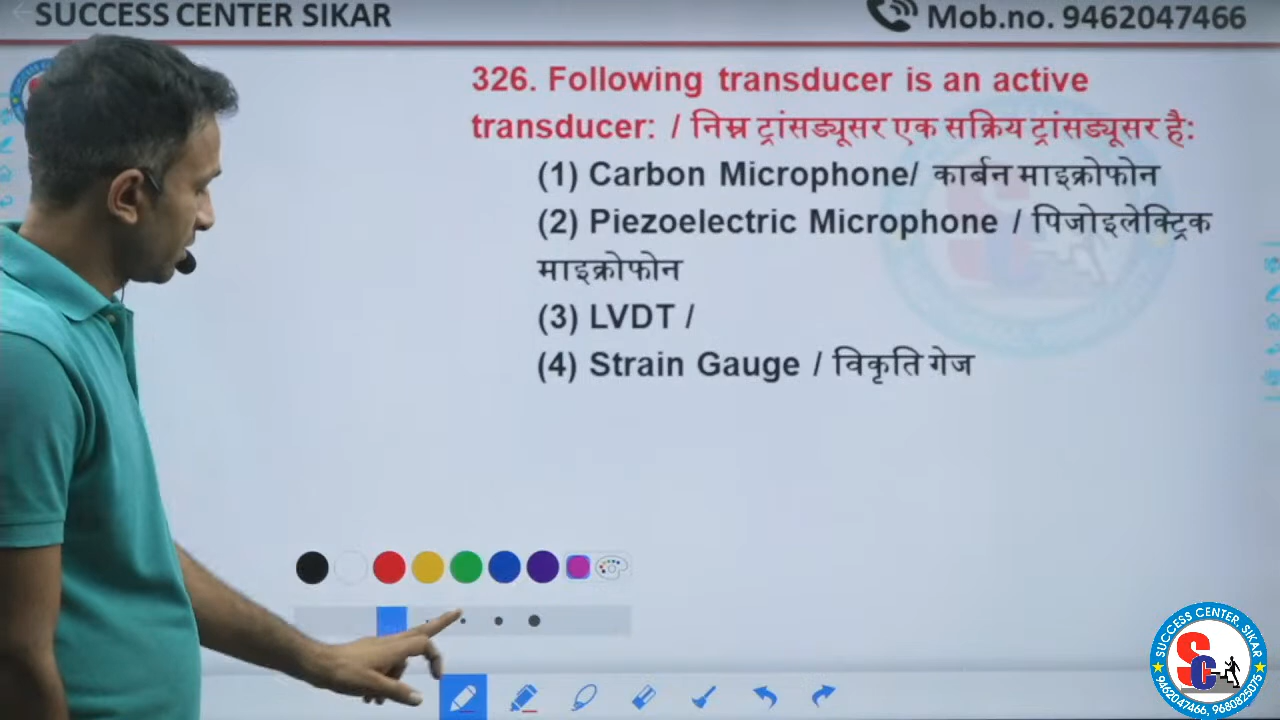 SUCCESS CENTER SIKAR
Mob.no. 9462047466
326. Following transducer is an active
transducer: / निम्न ट्रांसड्यूसर एक सक्रिय ट्रांसड्यूसर है:
(1) Carbon Microphone/ कार्बन माइक्रोफोन
(2) Piezoelectric Microphone / पिजोइलेक्ट्रिक
माइक्रोफोन
(3) LVDT /
(4) Strain Gauge / विकृति गेज
SUCCESS CENTER, SIKAR
SC
9462047466, 9680825075